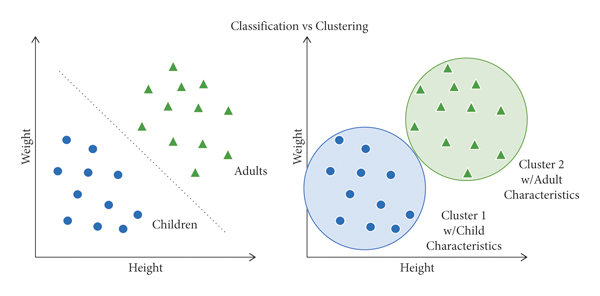 Classification vs Clustering
Weight
Adults
Children
Height
Weight
Cluster 2
w/Adult
Characteristics
Cluster 1
w/Child
Characteristics
Height